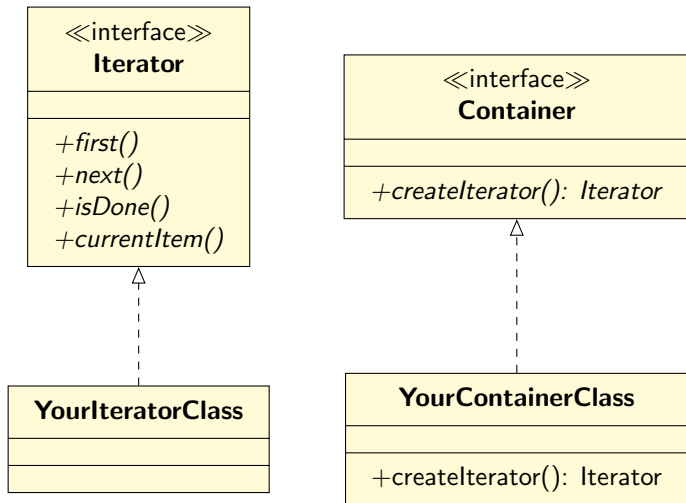 ≪interface≫
Iterator
+first()
+next()
+isDone()
+currentItem()
≪interface≫
Container
+createIterator(): Iterator
YourIteratorClass
YourContainerClass
+createIterator(): Iterator